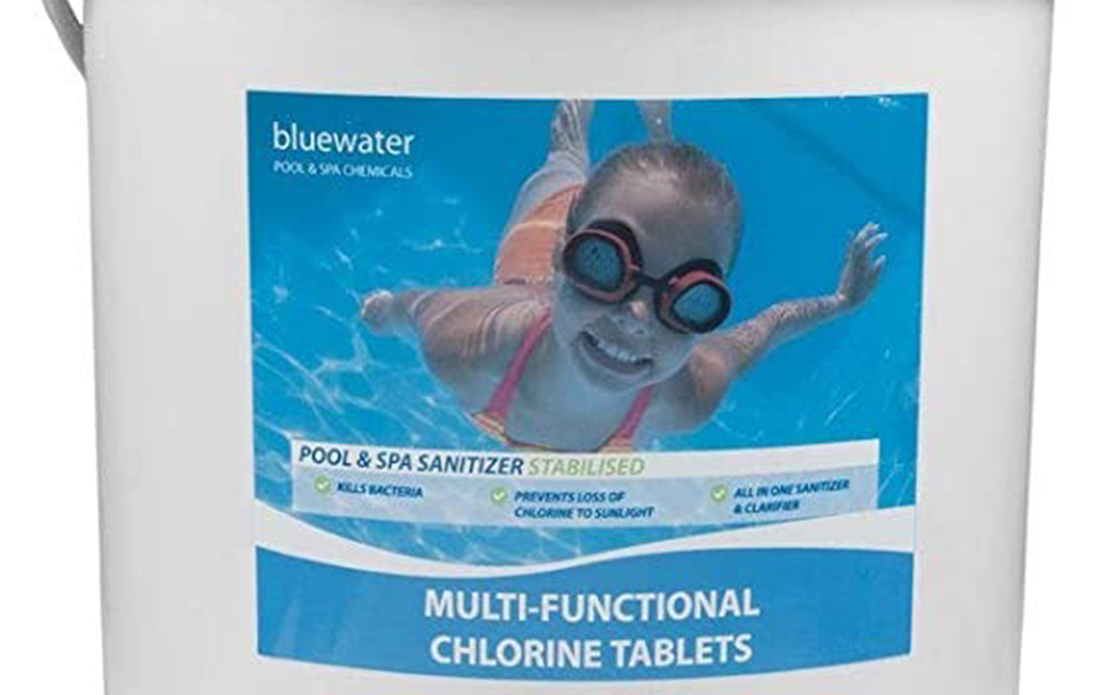 bluewater
POOL & SPA CHEMICALS
POOL & SPA SANITIZER STABILISED
KILLS BACTERIA
PREVENTS LOSS OF
CHLORINE TO SUNLIGHT
ALL IN ONE SANITIZER
& CLARIFIER
MULTI-FUNCTIONAL
CHLORINE TABLETS